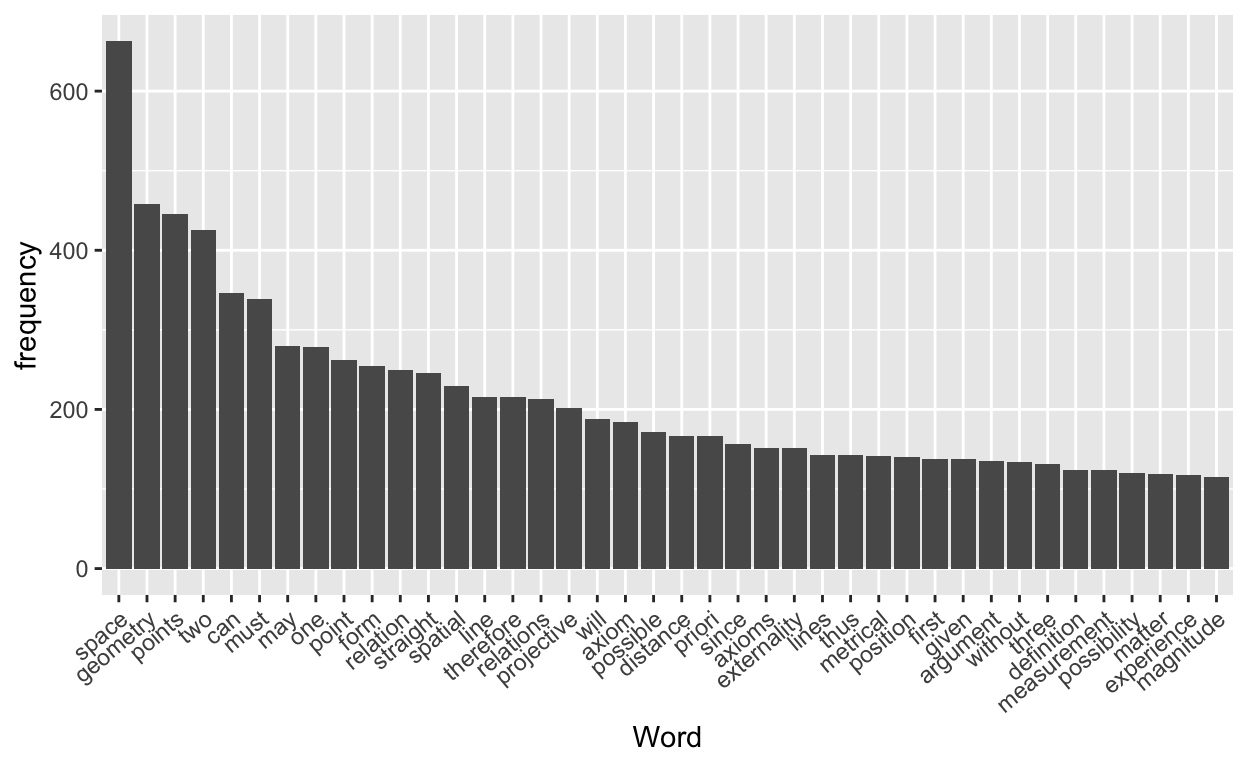 frequency
600
400
200
0
space
geometry
points
two
can
must
may
one
point
form
relation
straight
spatial
line
therefore
relations
projective
will
axiom
possible
distance
priori
since
axioms
externality
lines
thus
metrical
position
first
given
argument
without
three
definition
measurement
possibility
matter
experience
magnitude
Word